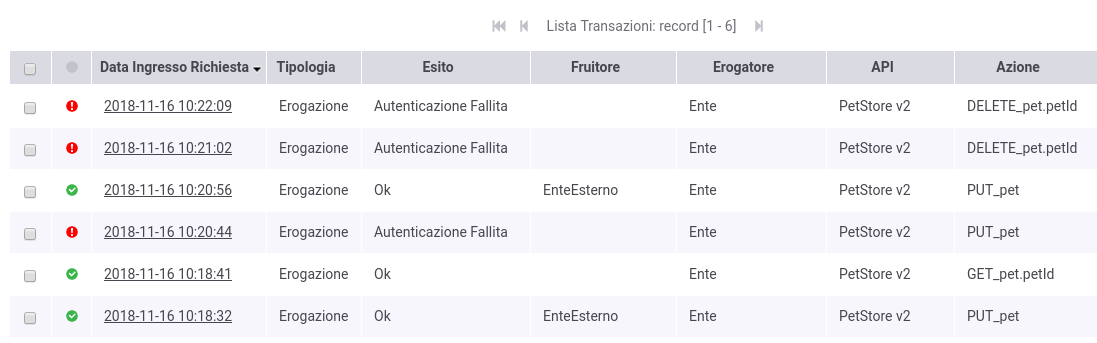 Lista Transazioni: record [1 - 6]
Data Ingresso Richiesta Tipologia Esito Fruitore Erogatore API Azione
2018-11-16 10:22:09 Erogazione Autenticazione Fallita Ente PetStore v2 DELETE_pet.petId
2018-11-16 10:21:02 Erogazione Autenticazione Fallita Ente PetStore v2 DELETE_pet.petId
2018-11-16 10:20:56 Erogazione Ok EnteEsterno Ente PetStore v2 PUT_pet
2018-11-16 10:20:44 Erogazione Autenticazione Fallita Ente PetStore v2 PUT_pet
2018-11-16 10:18:41 Erogazione Ok Ente PetStore v2 GET_pet.petId
2018-11-16 10:18:32 Erogazione Ok EnteEsterno Ente PetStore v2 PUT_pet